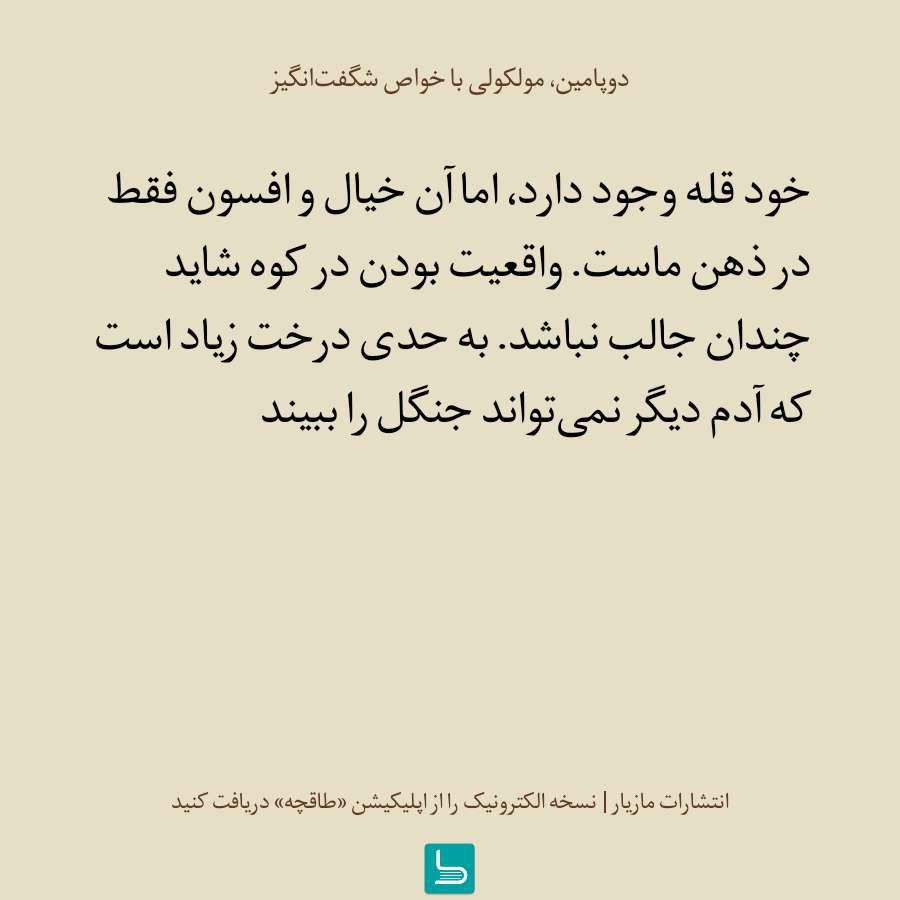 دوپامین، مولکولی با خواص شگفت‌انگیز
خود قله وجود دارد، اما آن خیال و افسون فقط
در ذهن ماست. واقعیت بودن در کوه شاید
چندان جالب نباشد. به حدی درخت زیاد است
که آدم دیگر نمی‌تواند جنگل را ببیند
انتشارات مازیار | نسخه الکترونیک را از اپلیکیشن «طاقچه» دریافت کنید